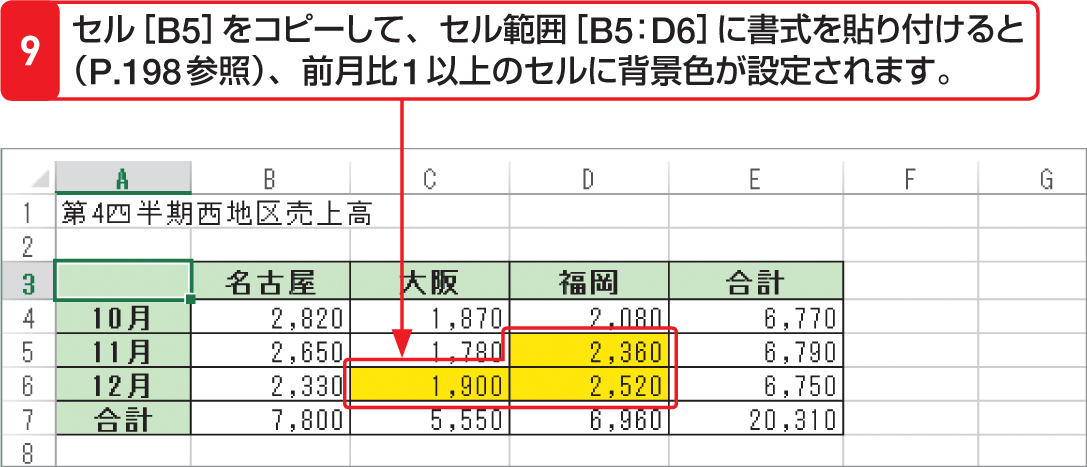 9
セル［B5］をコピーして、セル範囲［B5：D6］に書式を貼り付けると
（P.198参照）、前月比1以上のセルに背景色が設定されます。
A B C D E F G
1 第4四半期西地区売上高
2
3 名古屋 大阪 福岡 合計
4 10月 2,820 1,870 2,080 6,770
5 11月 2,650 1,780 2,360 6,790
6 12月 2,330 1,900 2,520 6,750
7 合計 7,800 5,550 6,960 20,310
8